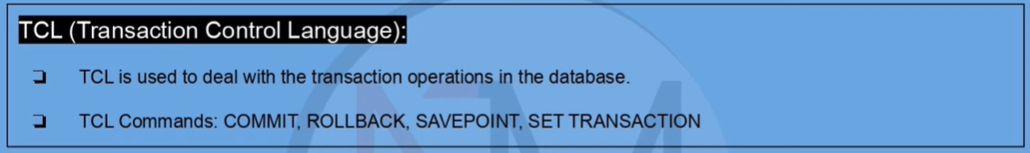 TCL (Transaction Control Language):
❑ TCL is used to deal with the transaction operations in the database.
❑ TCL Commands: COMMIT, ROLLBACK, SAVEPOINT, SET TRANSACTION